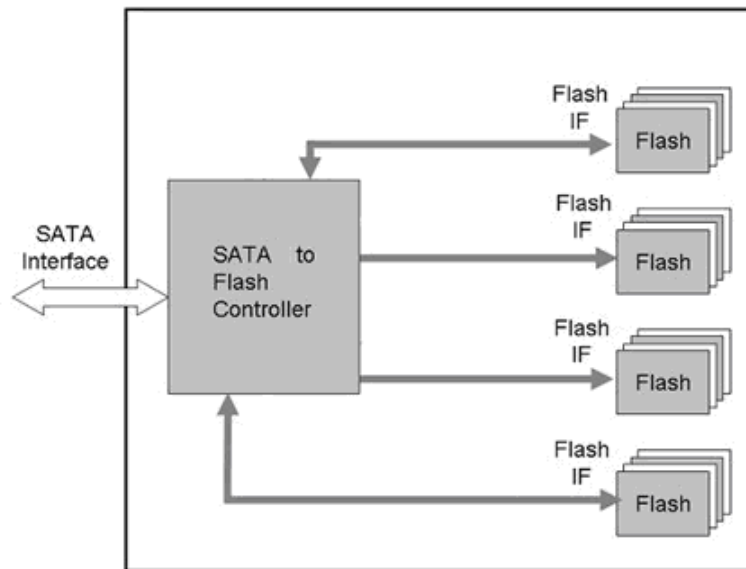 Flash
IF
Flash
Flash
IF
Flash
SATA
Interface
SATA to
Flash
Controller
Flash
IF
Flash
Flash
IF
Flash